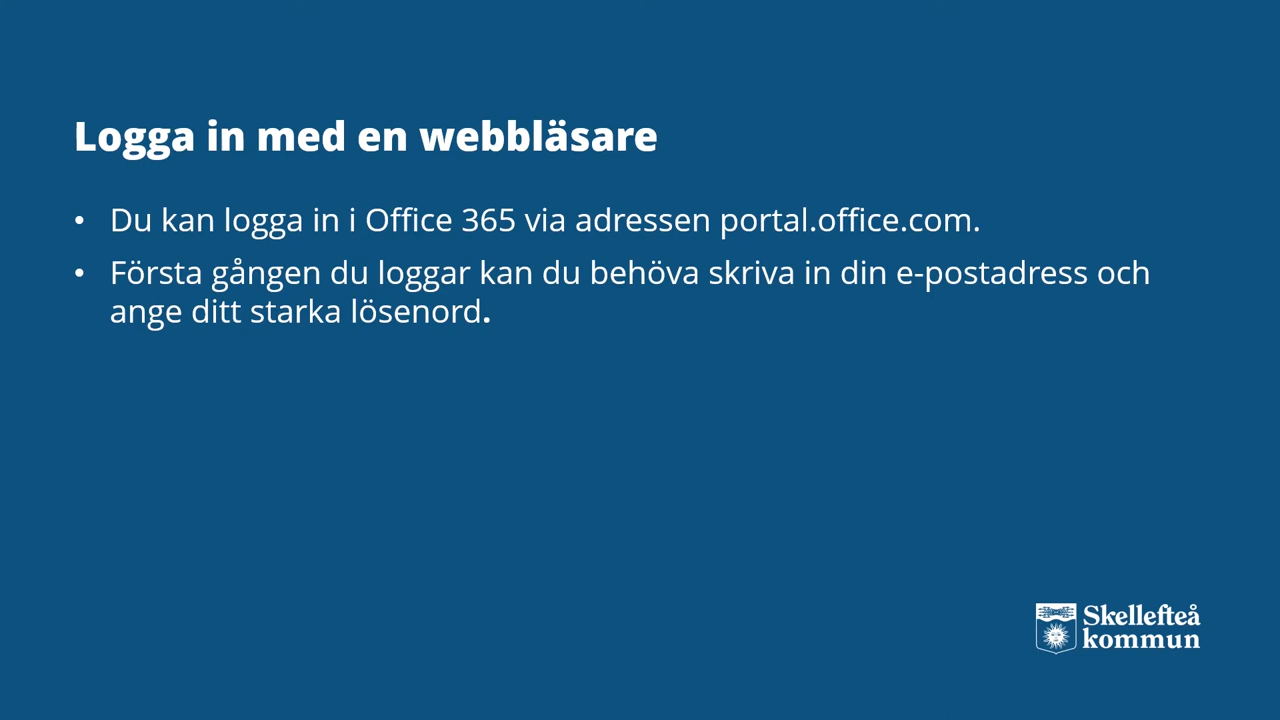 Logga in med en webbläsare
• Du kan logga in i Office 365 via adressen portal.office.com.
• Första gången du loggar kan du behöva skriva in din e-postadress och
ange ditt starka lösenord.
Skellefteå
kommun